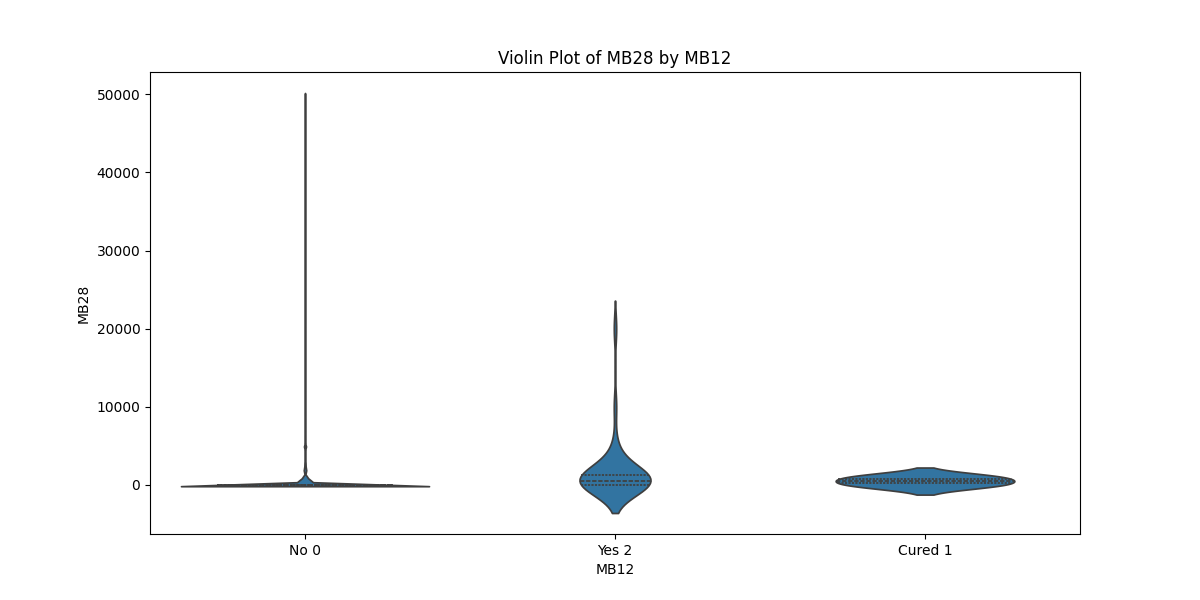 Violin Plot of MB28 by MB12
50000
40000
30000
20000
10000
0
MB28
No 0
Yes 2
Cured 1
MB12